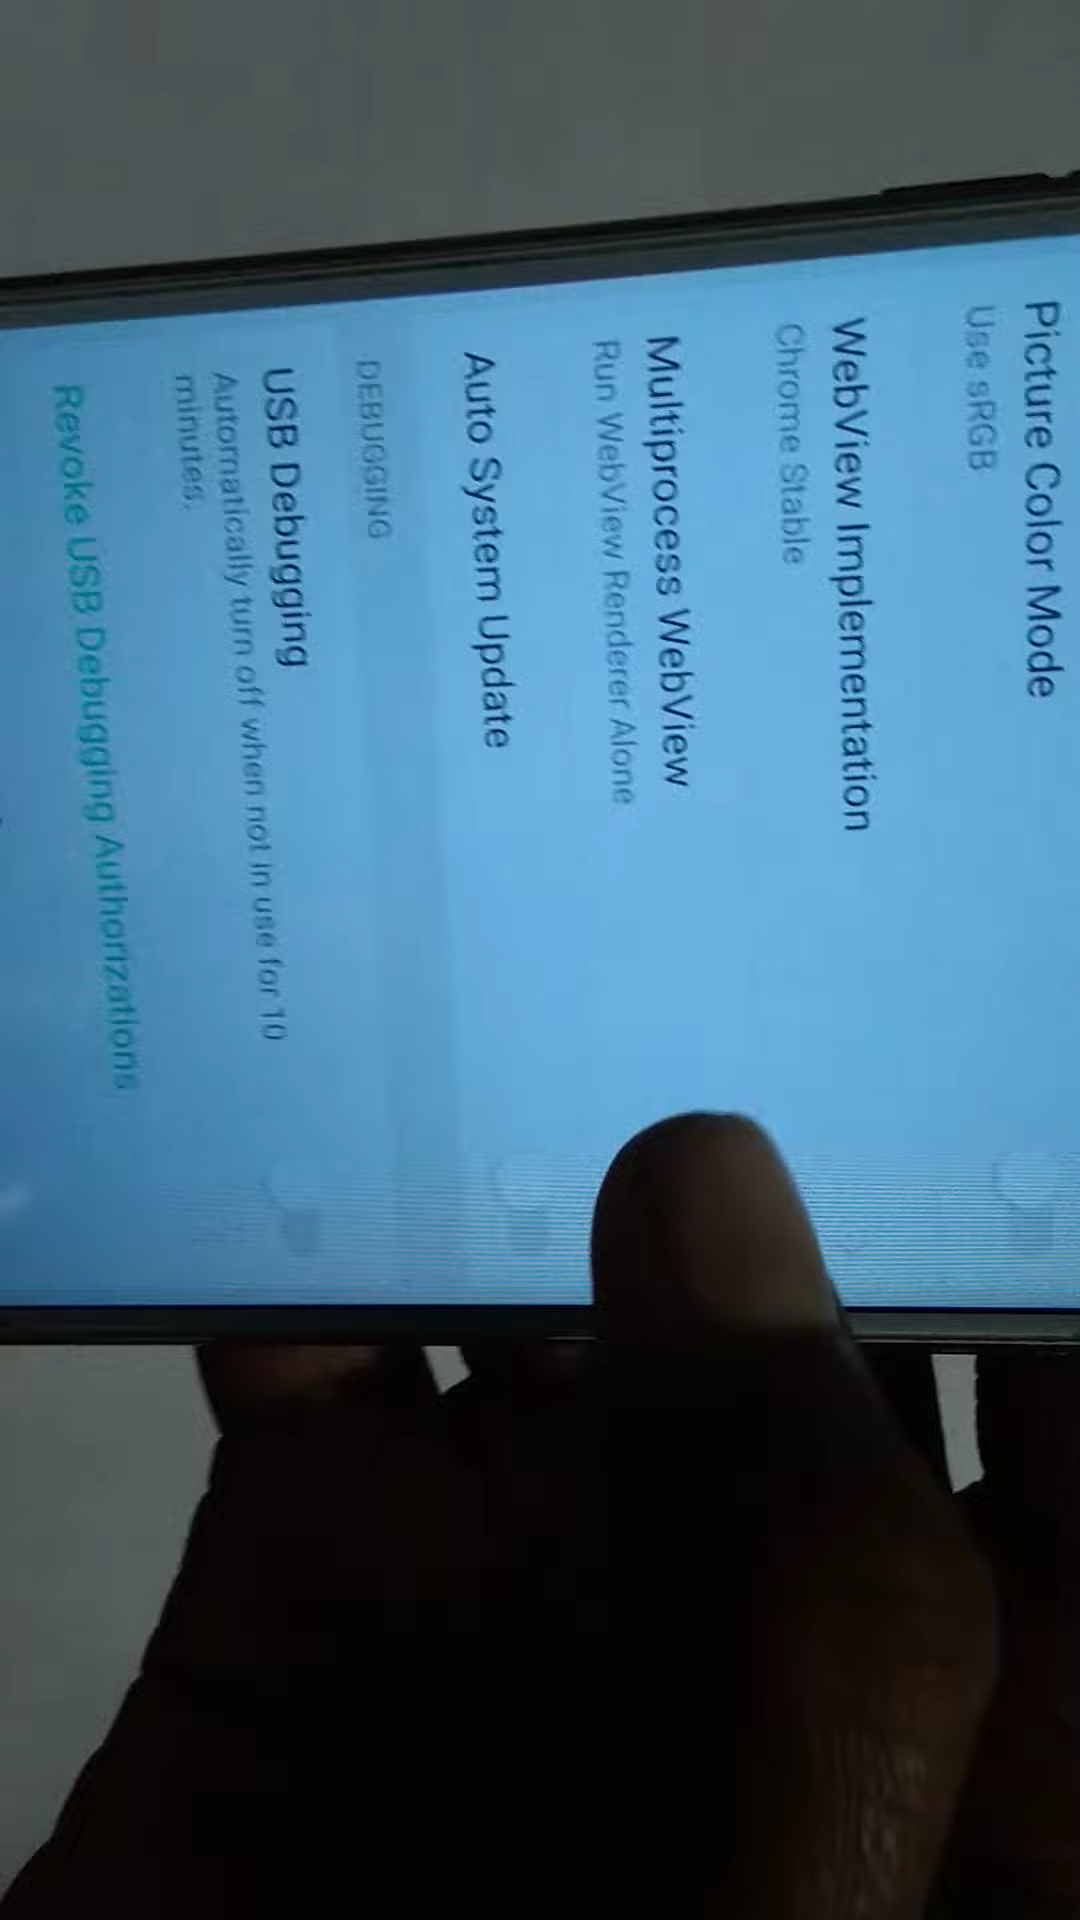 Picture Color Mode
Use sRGB
WebView Implementation
Chrome Stable
Multiprocess WebView
Run WebView Renderer Alone
Auto System Update
DEBUGGING
USB Debugging
Automatically turn off when not in use for 10
minutes.
Revoke USB Debugging Authorizations